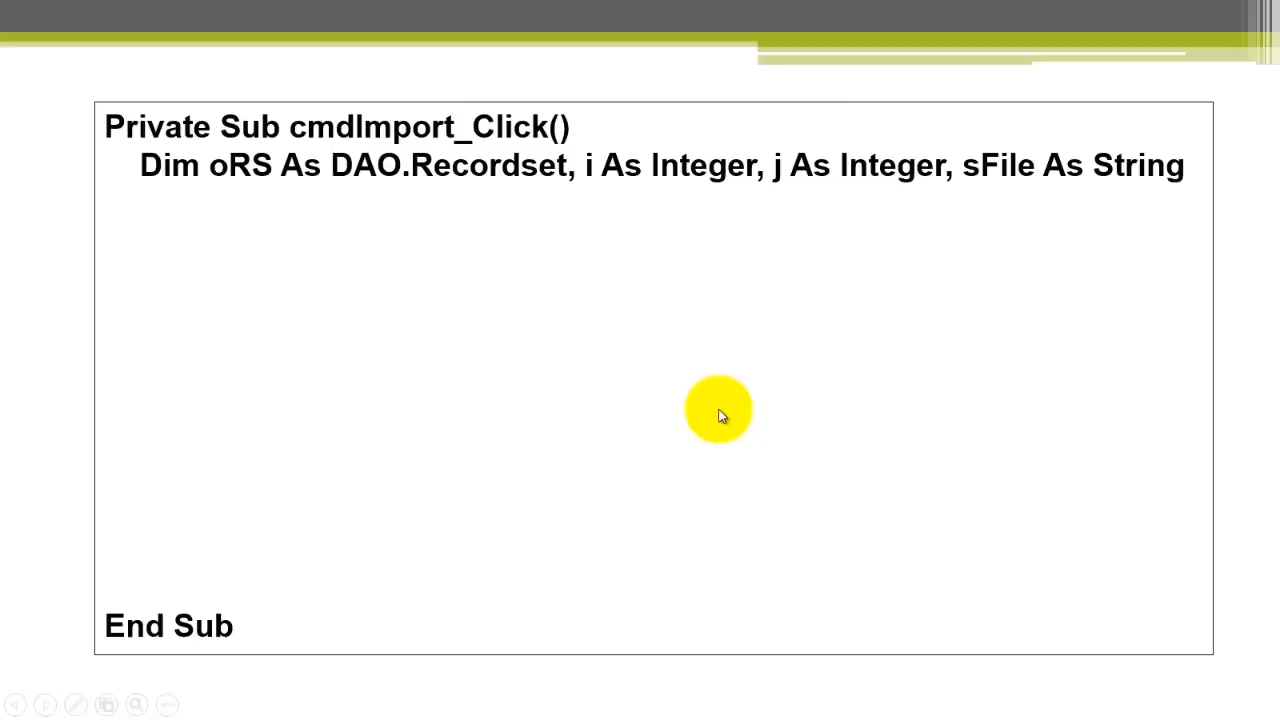 Private Sub cmdImport_Click()
Dim oRS As DAO.Recordset, i As Integer, j As Integer, sFile As String
End Sub